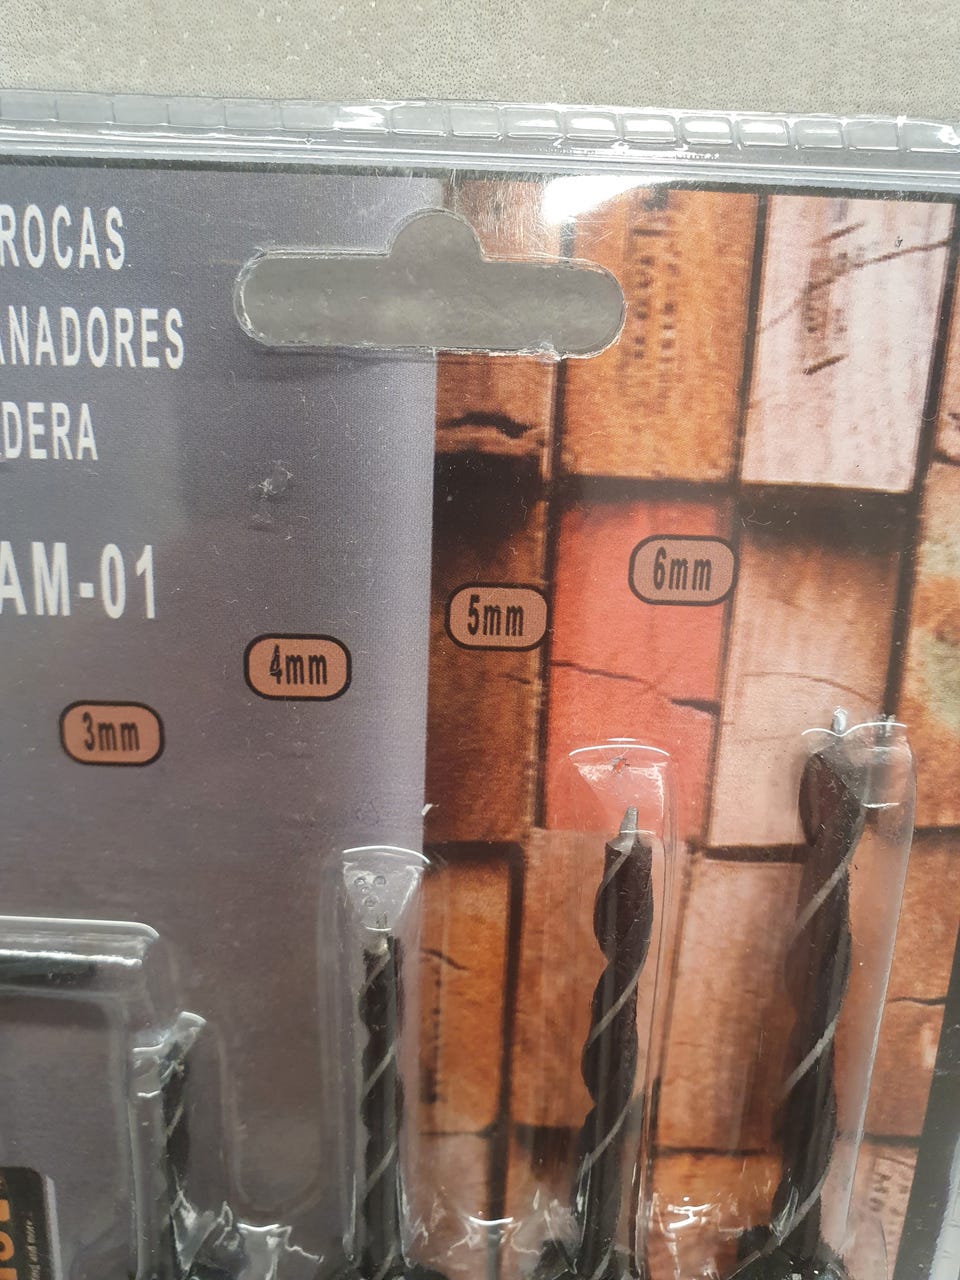 ROCAS
ANADORES
DERA
AM-01
6mm
5mm
4mm
3mm